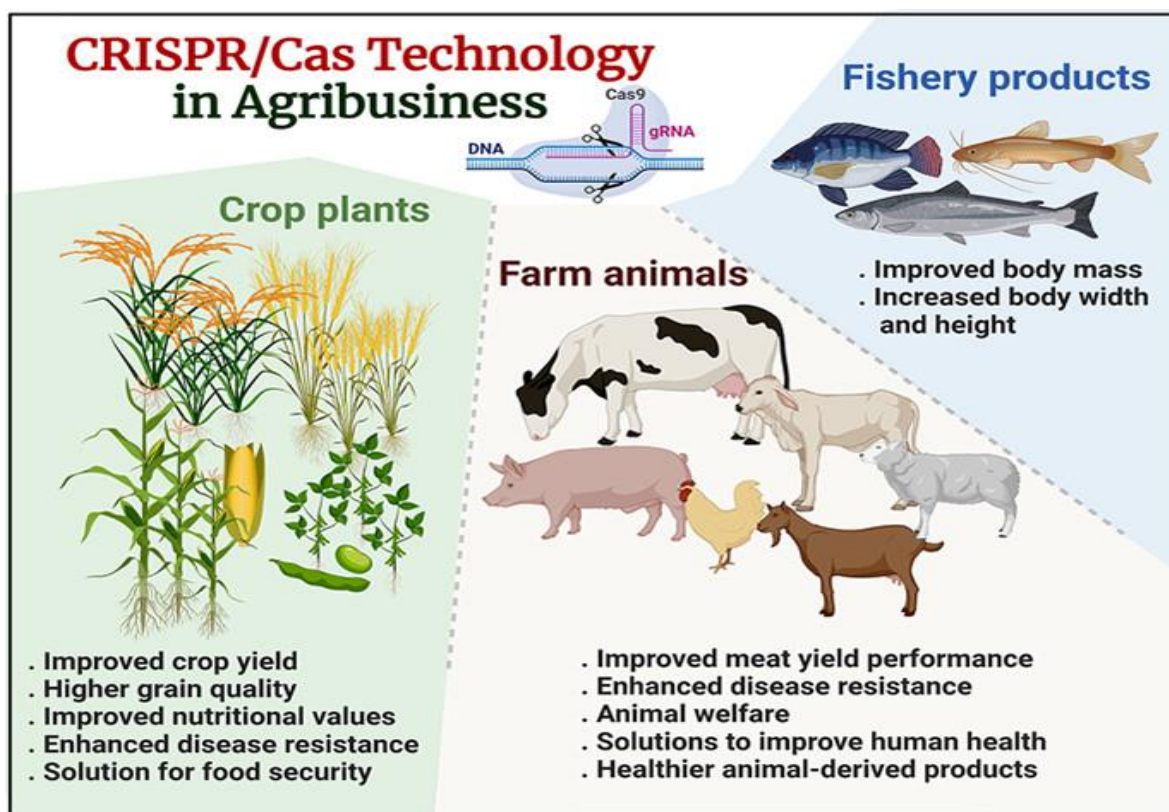 CRISPR/Cas Technology
in Agribusiness
Cas9
gRNA
DNA
Fishery products
. Improved body mass
. Increased body width
and height
Crop plants
. Improved crop yield
. Higher grain quality
. Improved nutritional values
. Enhanced disease resistance
. Solution for food security
Farm animals
. Improved meat yield performance
. Enhanced disease resistance
. Animal welfare
. Solutions to improve human health
. Healthier animal-derived products